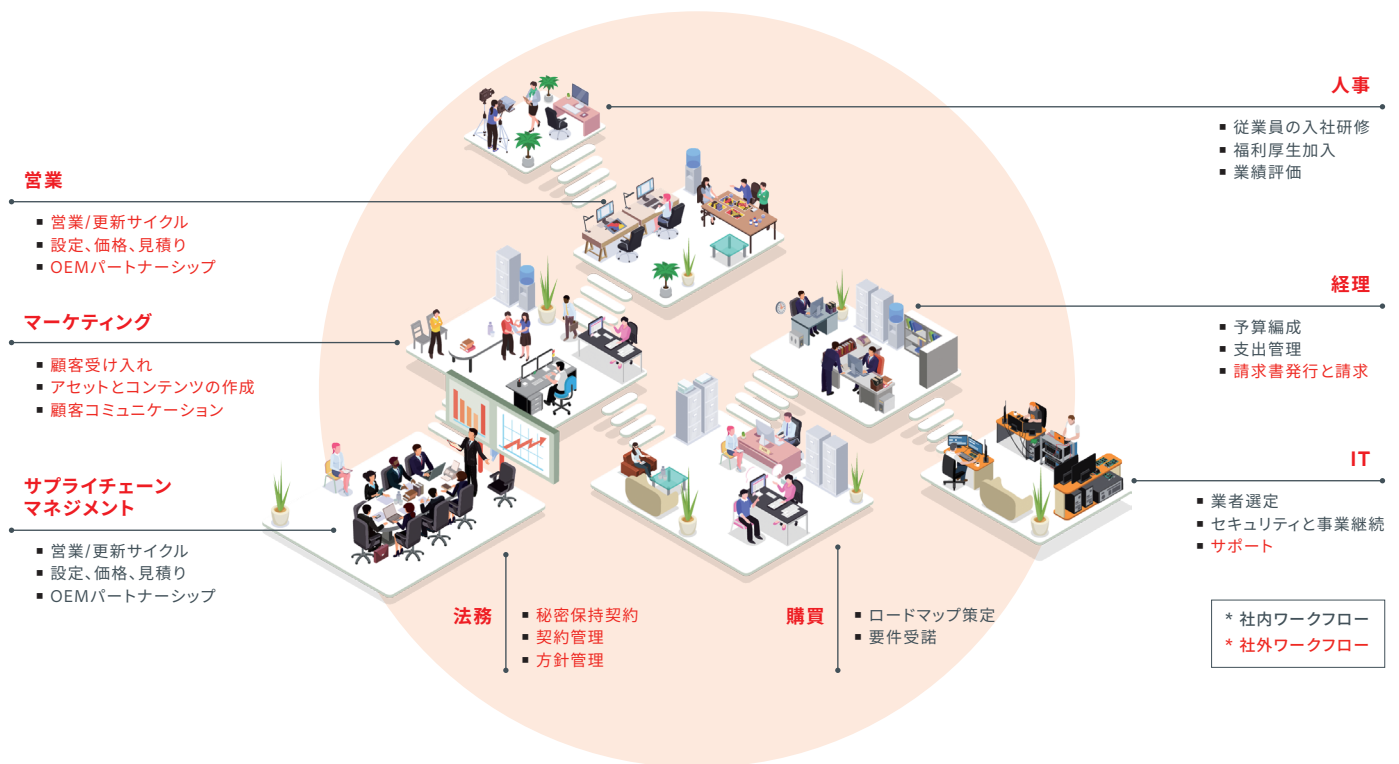 人事
■ 従業員の入社研修
■ 福利厚生加入
■ 業績評価
営業
■ 営業/更新サイクル
■ 設定、価格、見積り
■ OEMパートナーシップ
経理
■ 予算編成
■ 支出管理
■ 請求書発行と請求
マーケティング
■ 顧客受け入れ
■ アセットとコンテンツの作成
■ 顧客コミュニケーション
IT
■ 業者選定
■ セキュリティと事業継続
■ サポート
サプライチェーン
マネジメント
■ 営業/更新サイクル
■ 設定、価格、見積り
■ OEMパートナーシップ
法務
■ 秘密保持契約
■ 契約管理
■ 方針管理
購買
■ ロードマップ策定
■ 要件受諾
* 社内ワークフロー
* 社外ワークフロー